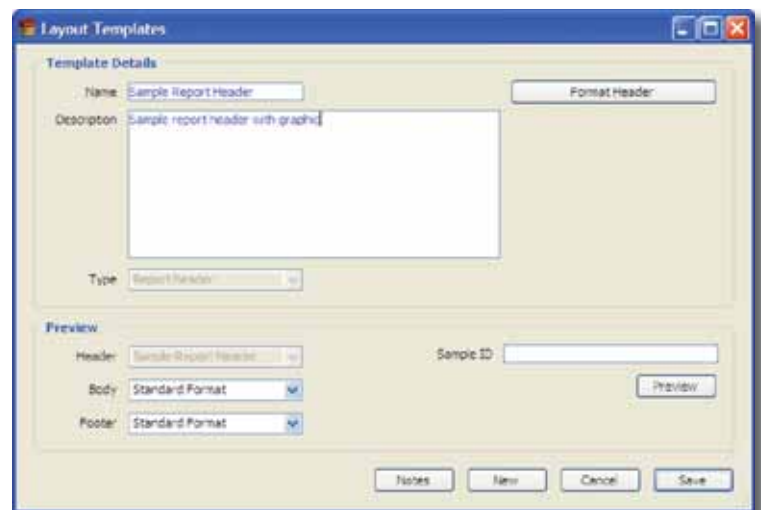 Layout Templates
Template Details
Name Sample Report Header Format Header
Description Sample report header with graphic
Type Report Header
Preview
Header Sample Report Header Sample ID
Body Standard Format Preview
Footer Standard Format
Notes New Cancel Save